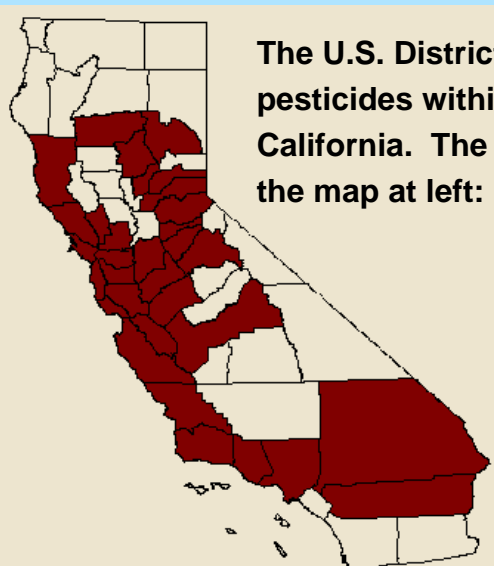 The U.S. District
pesticides withi
California. The
the map at left: